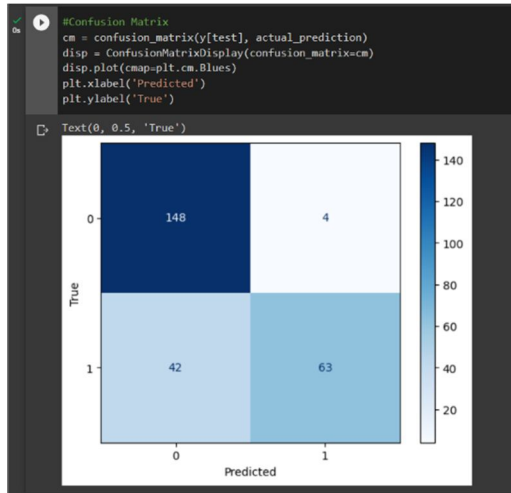 #Confusion Matrix
cm = confusion_matrix(y[test], actual_prediction)
disp = ConfusionMatrixDisplay(confusion_matrix=cm)
disp.plot(cmap=plt.cm.Blues)
plt.xlabel('Predicted')
plt.ylabel('True')
0s
Text(0, 0.5, 'True')
140
120
100
80
60
40
20
0
148
4
True
1
42
63
0
1
Predicted